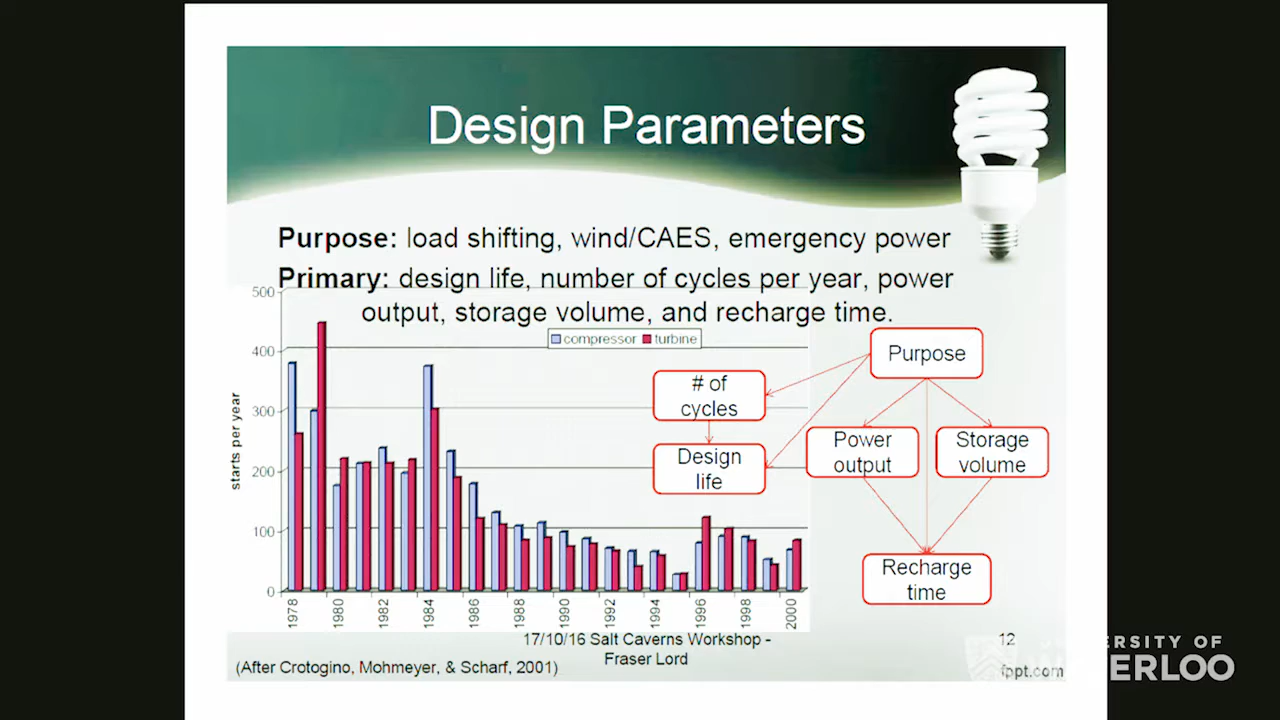 Design Parameters
Purpose: load shifting, wind/CAES, emergency power
Primary: design life, number of cycles per year, power
output, storage volume, and recharge time.
500
400
300
200
100
0
starts per year
compressor turbine
1978
1980
1982
1984
1986
1988
1990
1992
1994
1996
1998
2000
Purpose
# of
cycles
Design
life
Power
output
Storage
volume
Recharge
time
17/10/16 Salt Caverns Workshop -
Fraser Lord
12
(After Crotogino, Mohmeyer, & Scharf, 2001)
fppt.com
ERSITY OF
ERLOO